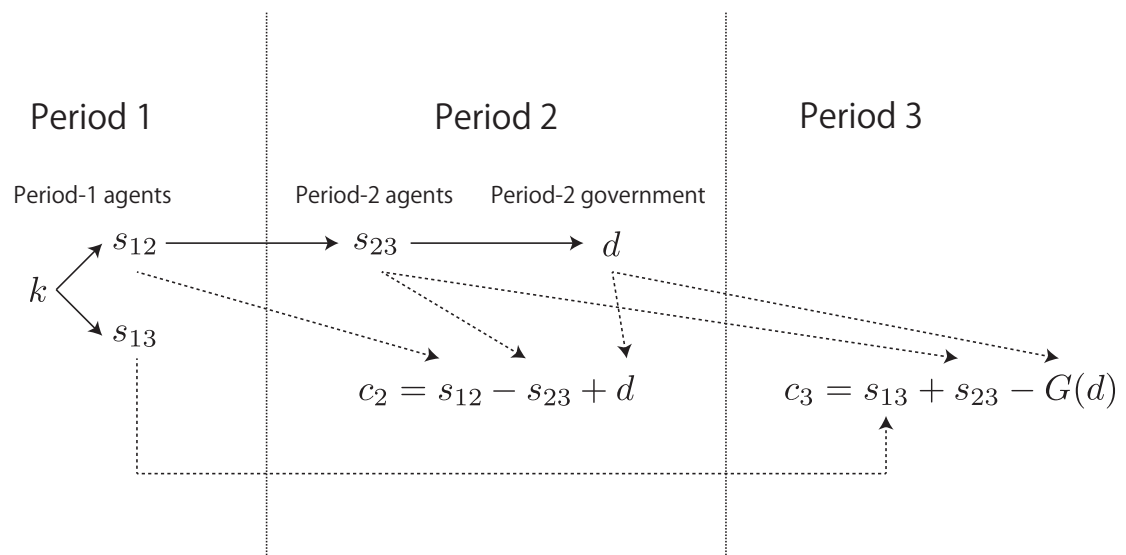 Period 1
Period 2
Period 3
Period-1 agents
Period-2 agents
Period-2 government
s₁₂
s₂₃
d
k
s₁₃
c₂ = s₁₂ − s₂₃ + d
c₃ = s₁₃ + s₂₃ − G(d)